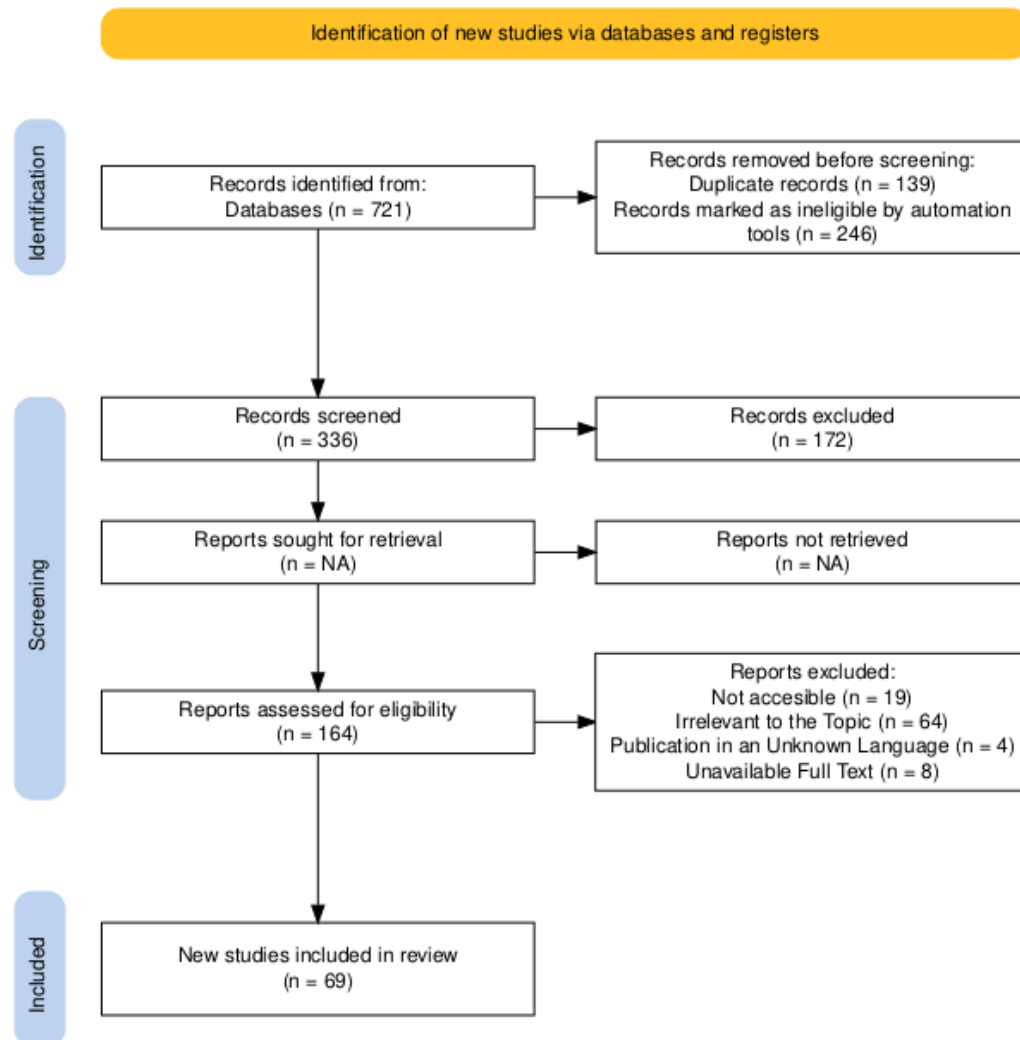 Identification of new studies via databases and registers
Identification
Records identified from:
Databases (n = 721)
Records removed before screening:
Duplicate records (n = 139)
Records marked as ineligible by automation
tools (n = 246)
Screening
Records screened
(n = 336)
Records excluded
(n = 172)
Reports sought for retrieval
(n = NA)
Reports not retrieved
(n = NA)
Reports assessed for eligibility
(n = 164)
Reports excluded:
Not accesible (n = 19)
Irrelevant to the Topic (n = 64)
Publication in an Unknown Language (n = 4)
Unavailable Full Text (n = 8)
Included
New studies included in review
(n = 69)